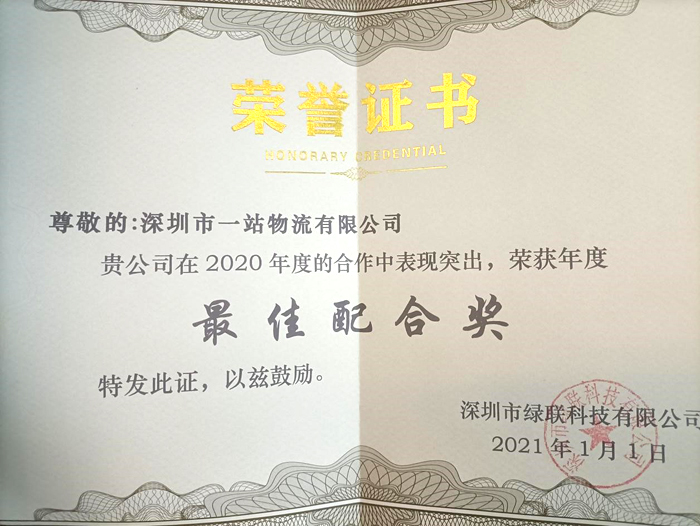 荣誉证书
HONORARY CREDENTIAL
尊敬的:深圳市一站物流有限公司
贵公司在2020年度的合作中表现突出，荣获年度
最佳配合奖
特发此证，以兹鼓励。
深圳市绿联科技有限公司
2021年1月1日